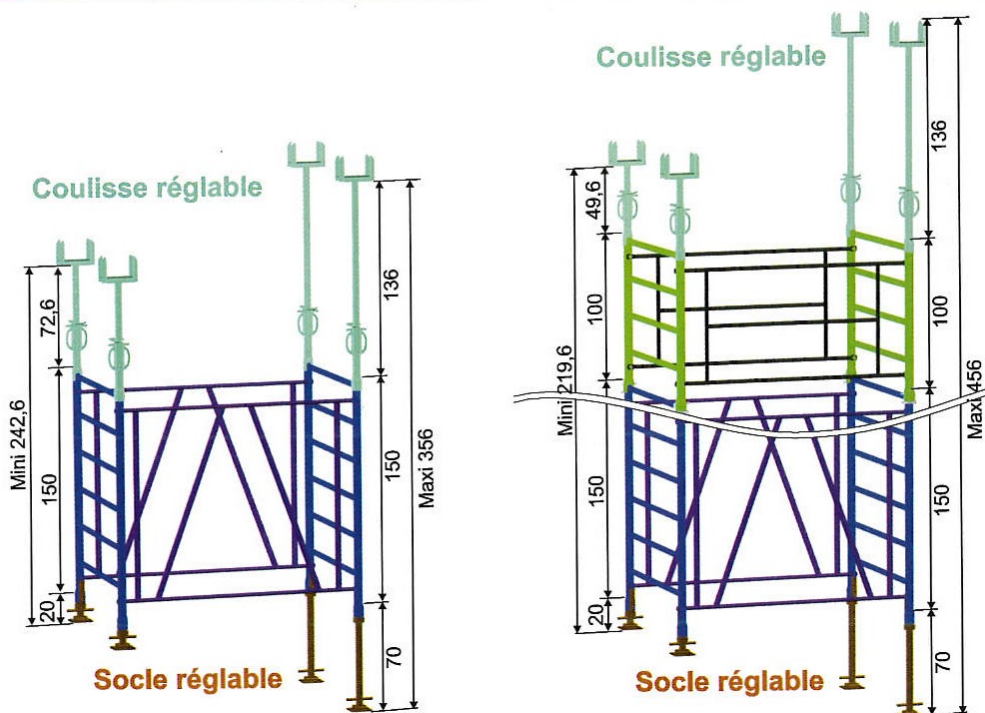 Coulisse réglable
72,6
Mini 242,6
150
20
136
150
Maxi 356
70
Socle réglable
Coulisse réglable
49,6
100
Mini 219,6
150
20
136
100
Maxi 456
150
70
Socle réglable